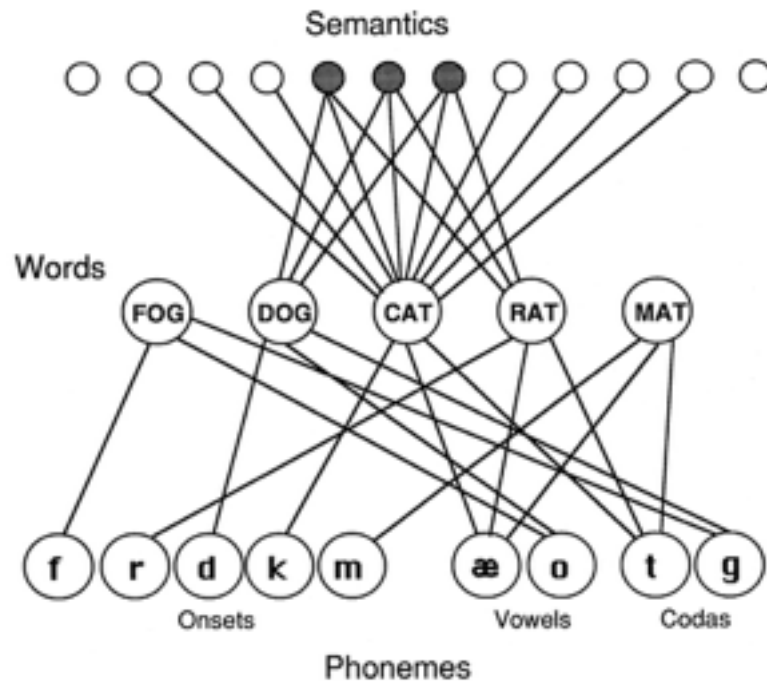 Semantics
Words
FOG DOG CAT RAT MAT
f r d k m æ o t g
Onsets Vowels Codas
Phonemes